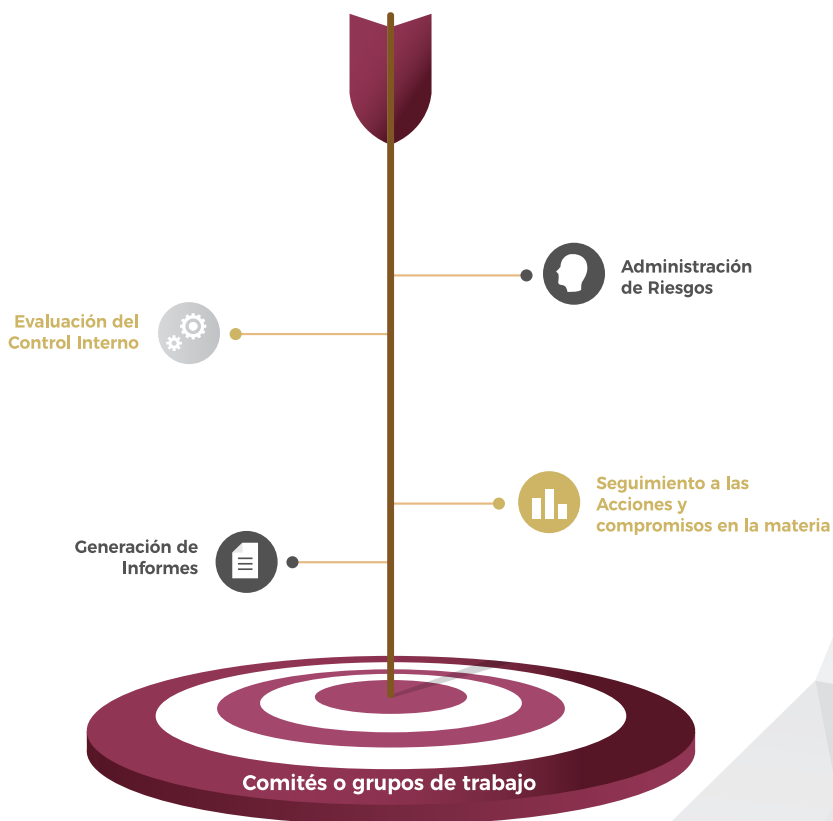 Administración
de Riesgos
Evaluación del
Control Interno
Seguimiento a las
Acciones y
compromisos en la materia
Generación de
Informes
Comités o grupos de trabajo